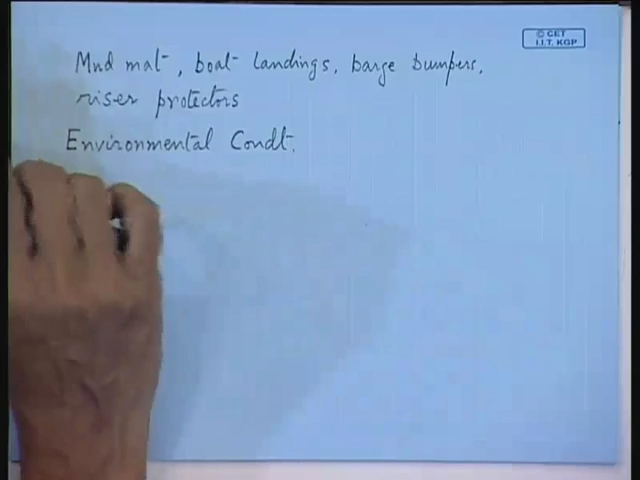 © CET
I.I.T. KGP
Mud mat, boat landings, barge bumpers,
riser protectors
Environmental Condt.